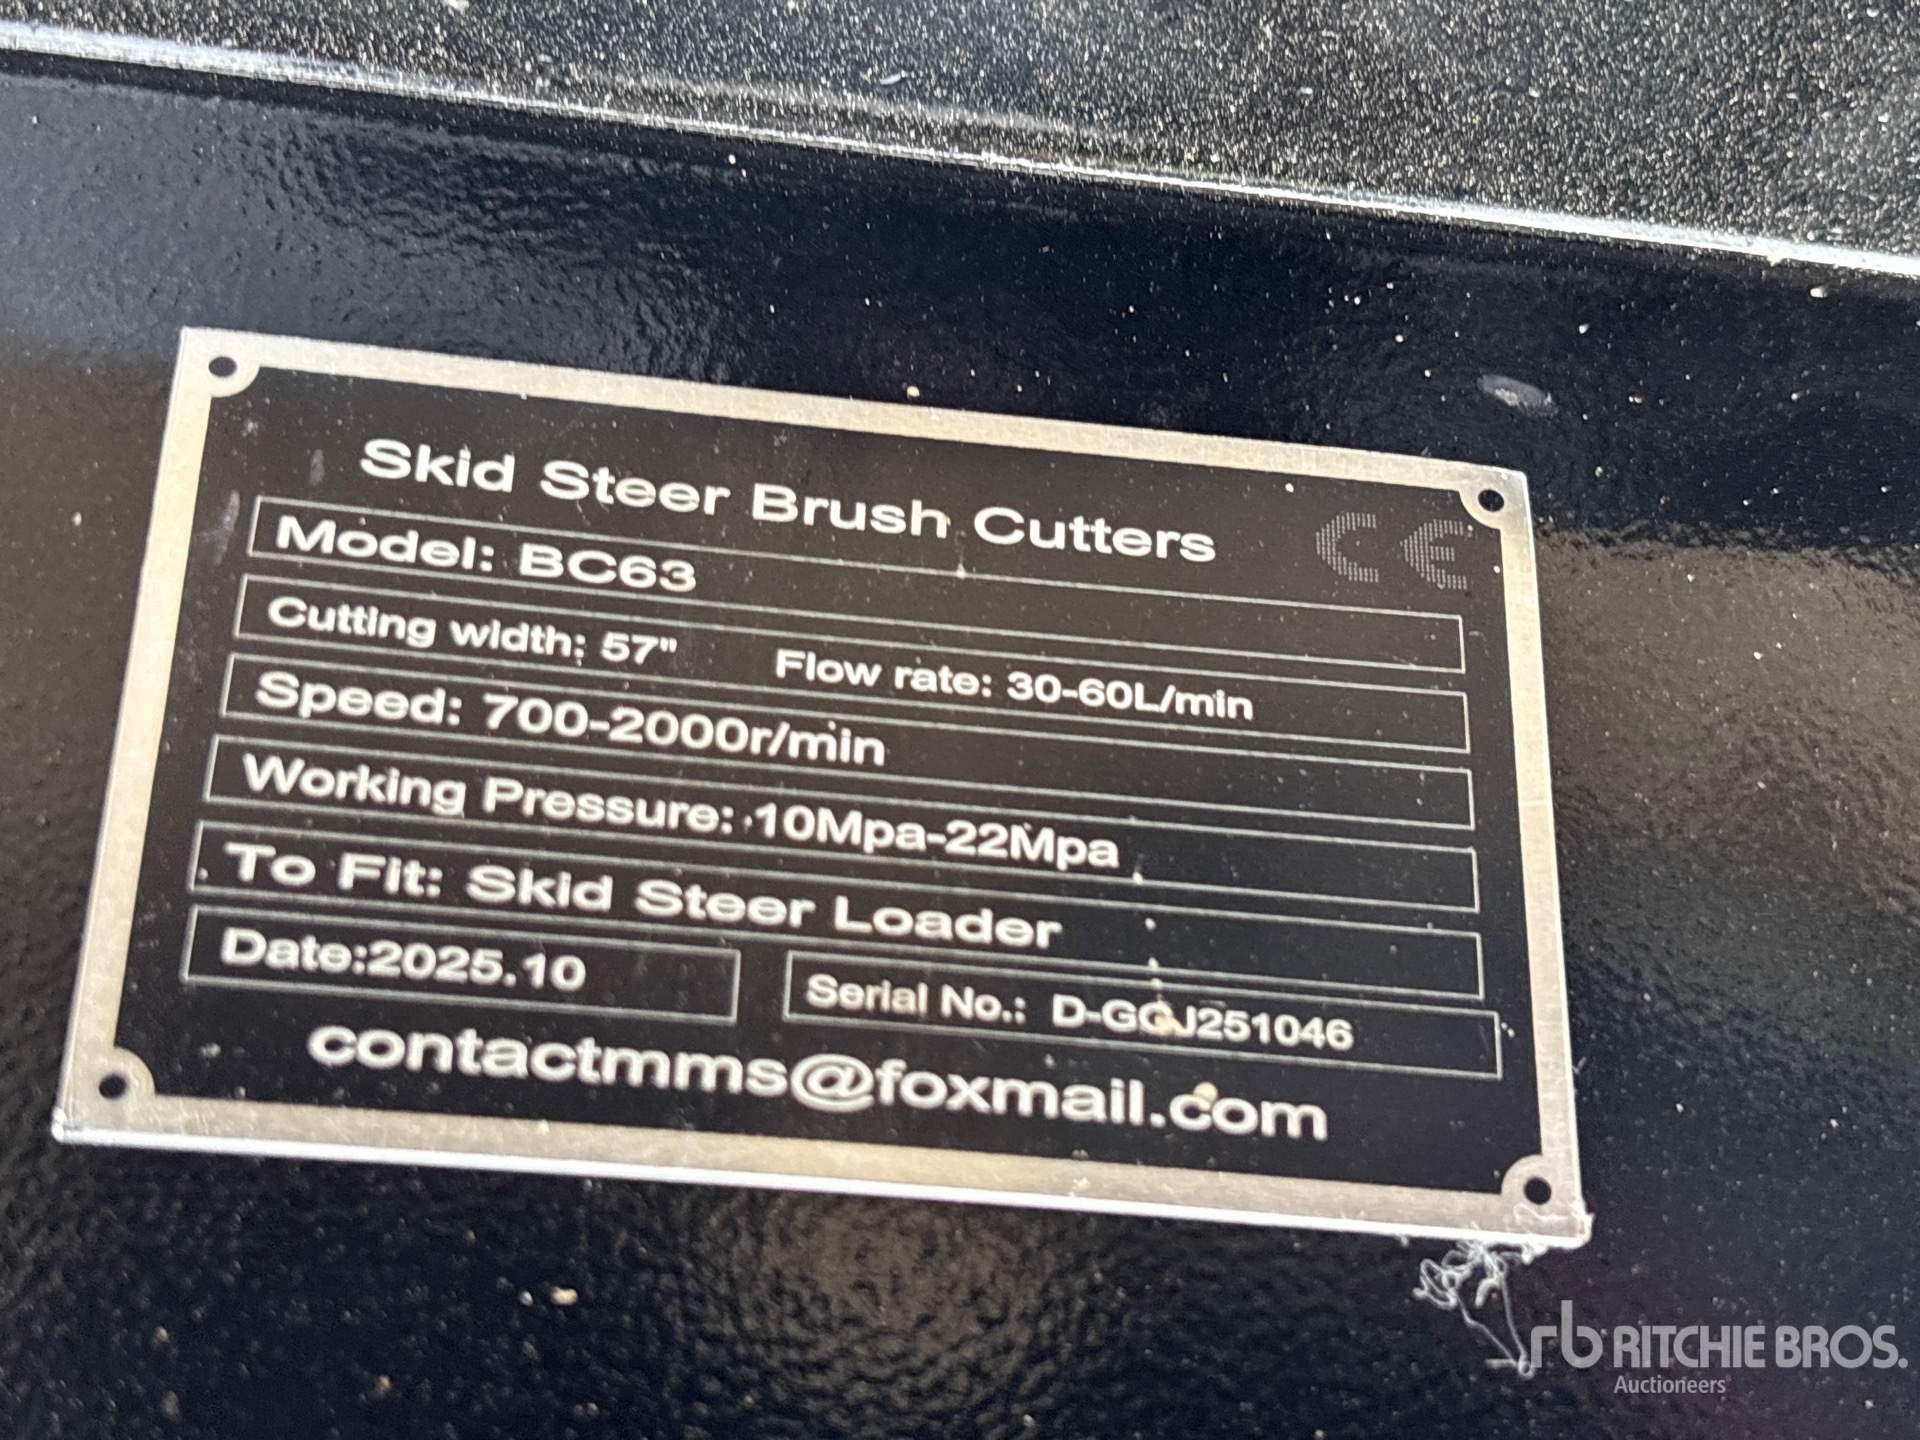 Skid Steer Brush Cutters CE
Model: BC63
Cutting width: 57" Flow rate: 30-60L/min
Speed: 700-2000r/min
Working Pressure: 10Mpa-22Mpa
To Fit: Skid Steer Loader
Date:2025.10 Serial No.: D-GGJ251046
contactmms@foxmail.com
rb RITCHIE BROS.
Auctioneers